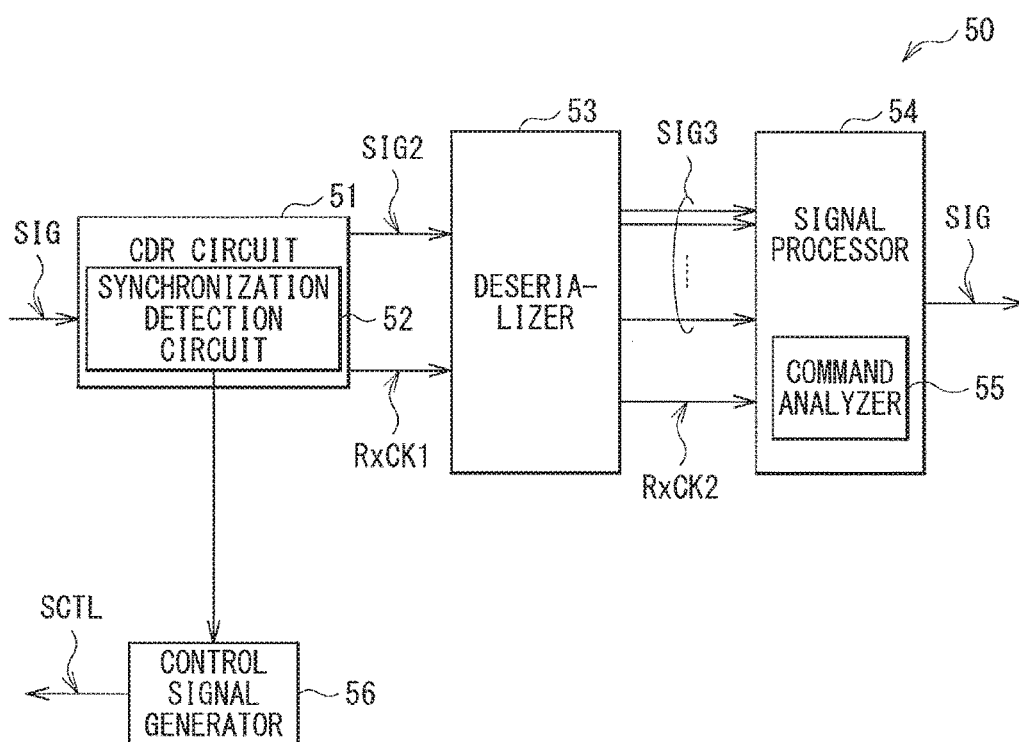 50
53
54
SIG2
SIG3
51
SIG
CDR CIRCUIT
SYNCHRONIZATION
DETECTION
CIRCUIT
52
DESERIA-
LIZER
SIGNAL
PROCESSOR
SIG
COMMAND
ANALYZER
55
RxCK1
RxCK2
SCTL
CONTROL
SIGNAL
GENERATOR
56